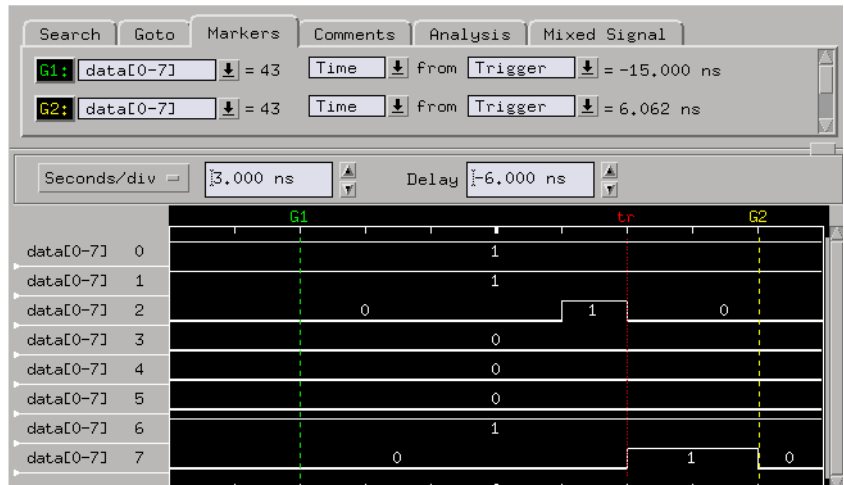 Search Goto Markers Comments Analysis Mixed Signal
G1: data[0-7] = 43 Time from Trigger = -15.000 ns
G2: data[0-7] = 43 Time from Trigger = 6.062 ns
Seconds/div 3.000 ns Delay -6.000 ns
G1 tr G2
data[0-7] 0 1
data[0-7] 1 1
data[0-7] 2 0 1 0
data[0-7] 3 0
data[0-7] 4 0
data[0-7] 5 0
data[0-7] 6 1
data[0-7] 7 0 1 0